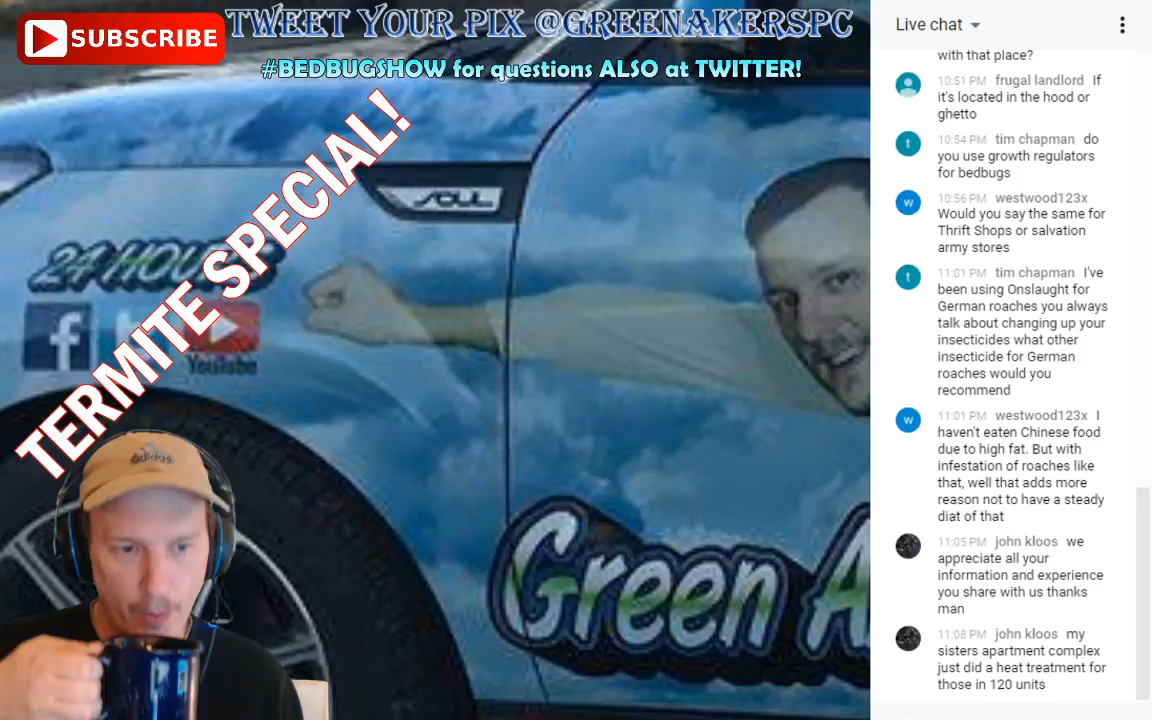 SUBSCRIBE
TWEET YOUR PIX @GREENAKERSPC
#BEDBUGSHOW for questions ALSO at TWITTER!
TERMITE SPECIAL!
SOUL
24 HOURS
f
Youtube
adidas
Green A
Live chat
with that place?
10:51 PM frugal landlord If
it's located in the hood or
ghetto
t
10:54 PM tim chapman do
you use growth regulators
for bedbugs
w
10:56 PM westwood123x
Would you say the same for
Thrift Shops or salvation
army stores
t
11:01 PM tim chapman I've
been using Onslaught for
German roaches you always
talk about changing up your
insecticides what other
insecticide for German
roaches would you
recommend
w
11:01 PM westwood123x I
haven't eaten Chinese food
due to high fat. But with
infestation of roaches like
that, well that adds more
reason not to have a steady
diat of that
11:05 PM john kloos we
appreciate all your
information and experience
you share with us thanks
man
11:08 PM john kloos my
sisters apartment complex
just did a heat treatment for
those in 120 units